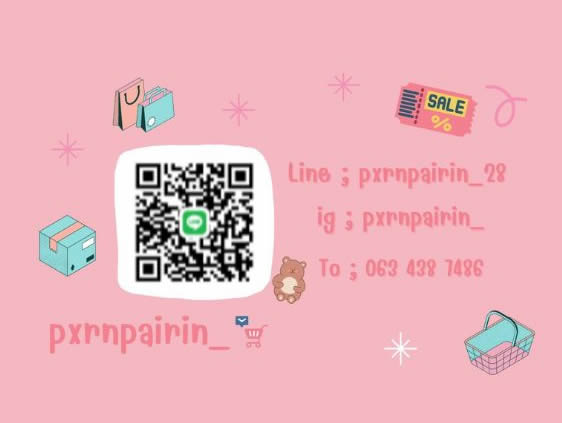 SALE
%
Line ; pxrnpairin_28
ig ; pxrnpairin_
To ; 063 438 7486
pxrnpairin_